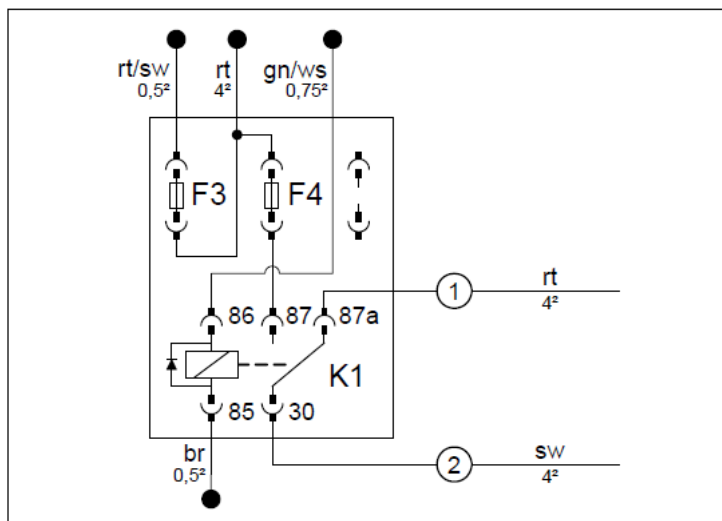 rt/sw rt gn/ws
0,5² 4² 0,75²
F3 F4
86 87 87a
1 rt
4²
K1
85 30
br
0,5²
2 sw
4²